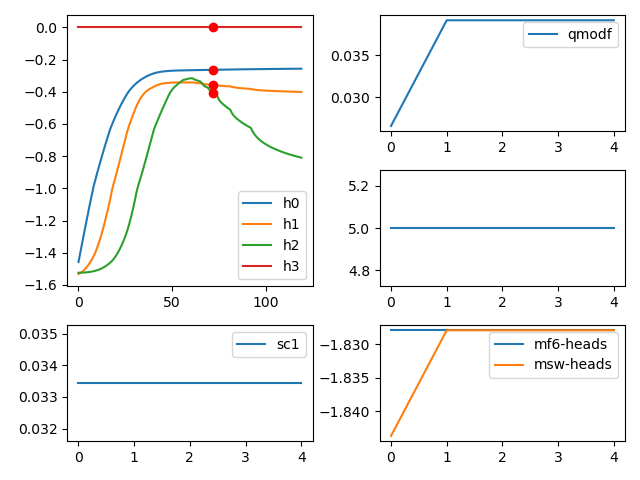 0.0
−0.2
−0.4
−0.6
−0.8
−1.0
−1.2
−1.4
−1.6
0 50 100
h0
h1
h2
h3
0.035
0.030
0 1 2 3 4
qmodf
5.2
5.0
4.8
0 1 2 3 4
0.035
0.034
0.033
0.032
0 1 2 3 4
sc1
−1.830
−1.835
−1.840
0 1 2 3 4
mf6-heads
msw-heads